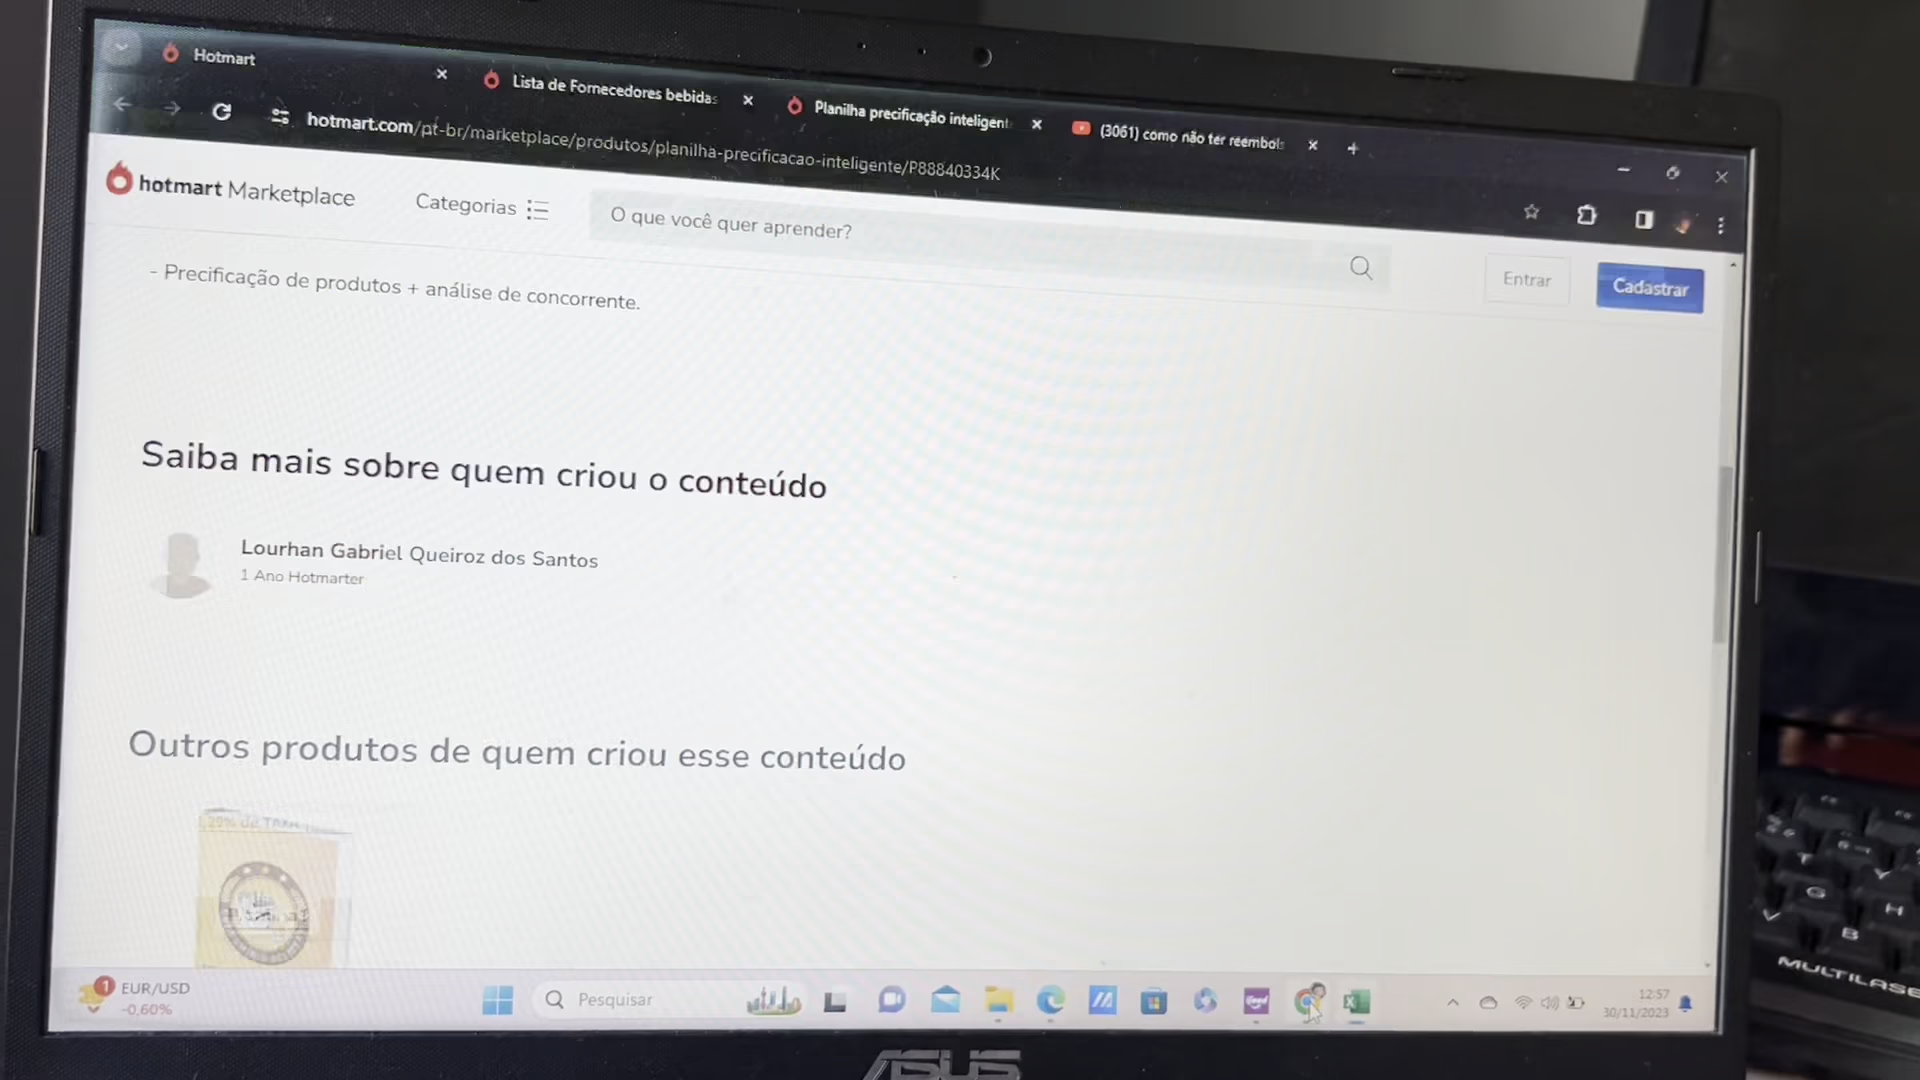 Hotmart
Lista de Fornecedores bebidas
Planilha precificação inteligent
(3061) como não ter reembols
hotmart.com/pt-br/marketplace/produtos/planilha-precificacao-inteligente/P88840334K
hotmart Marketplace
Categorias
O que você quer aprender?
Entrar
Cadastrar
- Precificação de produtos + análise de concorrente.
Saiba mais sobre quem criou o conteúdo
Lourhan Gabriel Queiroz dos Santos
1 Ano Hotmarter
Outros produtos de quem criou esse conteúdo
1
EUR/USD
-0,60%
Pesquisar
12:57
30/11/2023
ASUS
G
H
V
B
MULTILASE